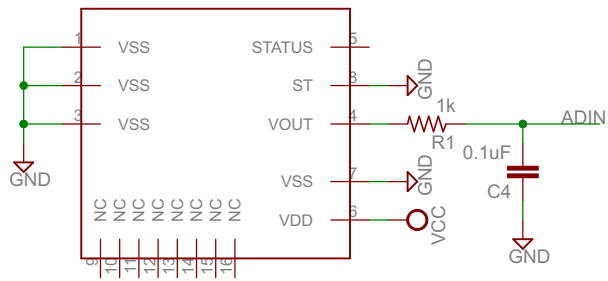 1 VSS STATUS 5
2 VSS ST 8 GND
3 VSS VOUT 4 1k R1 ADIN
GND
0.1uF C4
VSS 7 GND
VDD 6 VCC
NC NC NC NC NC NC NC NC
9 10 11 12 13 14 15 16
GND